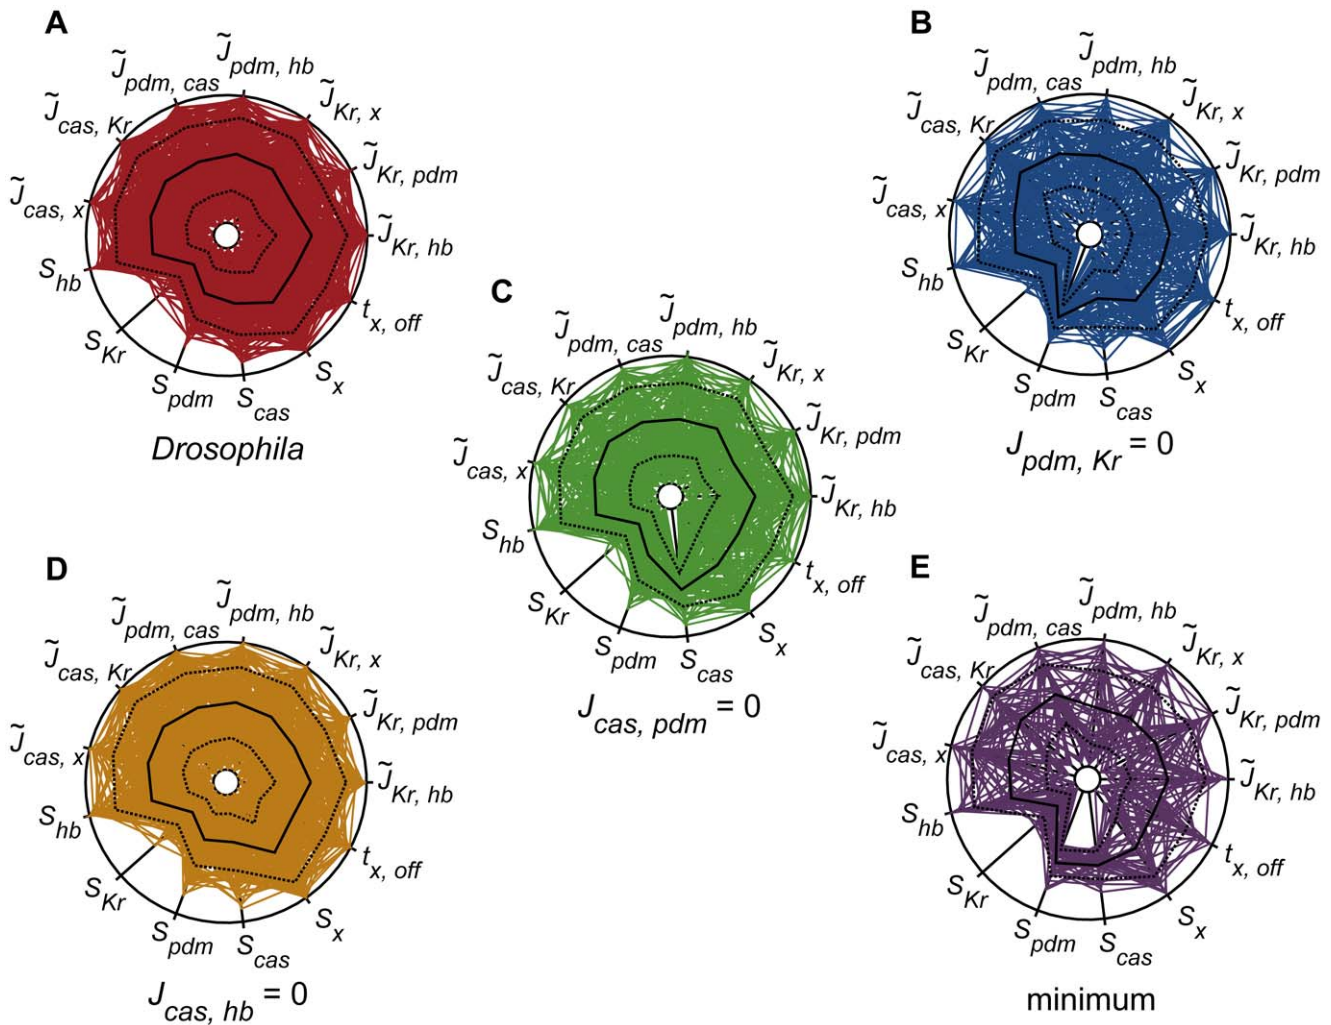 A
J̃pdm, hb
J̃pdm, cas
J̃Kr, x
J̃cas, Kr
J̃Kr, pdm
J̃cas, x
J̃Kr, hb
Shb
tx, off
SKr
Sx
Spdm
Scas
Drosophila
B
J̃pdm, hb
J̃pdm, cas
J̃Kr, x
J̃cas, Kr
J̃Kr, pdm
J̃cas, x
J̃Kr, hb
Shb
tx, off
SKr
Sx
Spdm
Scas
Jpdm, Kr = 0
C
J̃pdm, hb
J̃pdm, cas
J̃Kr, x
J̃cas, Kr
J̃Kr, pdm
J̃cas, x
J̃Kr, hb
Shb
tx, off
SKr
Sx
Spdm
Scas
Jcas, pdm = 0
D
J̃pdm, hb
J̃pdm, cas
J̃Kr, x
J̃cas, Kr
J̃Kr, pdm
J̃cas, x
J̃Kr, hb
Shb
tx, off
SKr
Sx
Spdm
Scas
Jcas, hb = 0
E
J̃pdm, hb
J̃pdm, cas
J̃Kr, x
J̃cas, Kr
J̃Kr, pdm
J̃cas, x
J̃Kr, hb
Shb
tx, off
SKr
Sx
Spdm
Scas
minimum